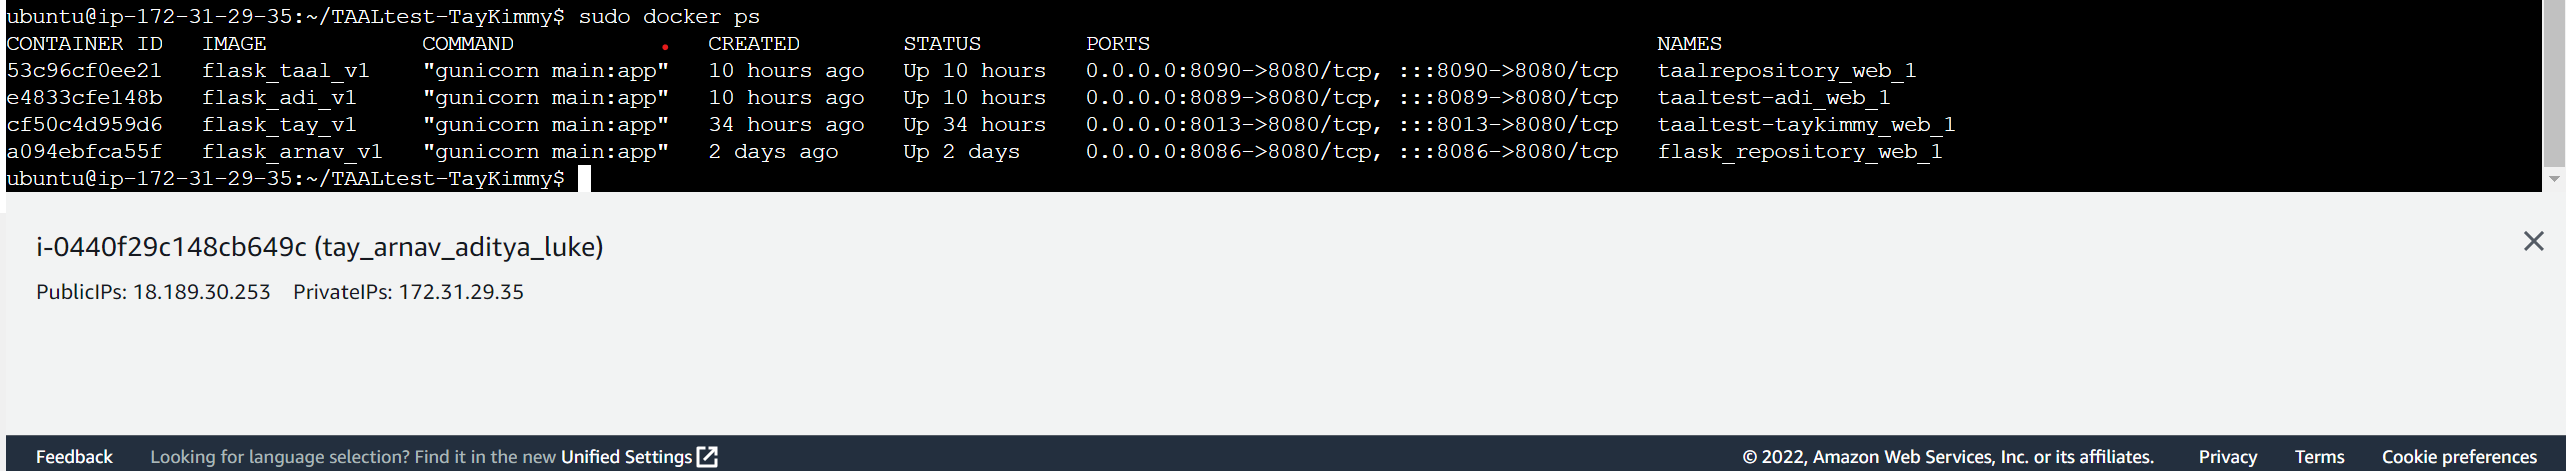 ubuntu@ip-172-31-29-35:~/TAALtest-TayKimmy$ sudo docker ps
CONTAINER ID IMAGE COMMAND CREATED STATUS PORTS NAMES
53c96cf0ee21 flask_taal_v1 "gunicorn main:app" 10 hours ago Up 10 hours 0.0.0.0:8090->8080/tcp, :::8090->8080/tcp taalrepository_web_1
e4833cfe148b flask_adi_v1 "gunicorn main:app" 10 hours ago Up 10 hours 0.0.0.0:8089->8080/tcp, :::8089->8080/tcp taaltest-adi_web_1
cf50c4d959d6 flask_tay_v1 "gunicorn main:app" 34 hours ago Up 34 hours 0.0.0.0:8013->8080/tcp, :::8013->8080/tcp taaltest-taykimmy_web_1
a094ebfca55f flask_arnav_v1 "gunicorn main:app" 2 days ago Up 2 days 0.0.0.0:8086->8080/tcp, :::8086->8080/tcp flask_repository_web_1
ubuntu@ip-172-31-29-35:~/TAALtest-TayKimmy$
i-0440f29c148cb649c (tay_arnav_aditya_luke)
PublicIPs: 18.189.30.253 PrivateIPs: 172.31.29.35
Feedback Looking for language selection? Find it in the new Unified Settings © 2022, Amazon Web Services, Inc. or its affiliates. Privacy Terms Cookie preferences